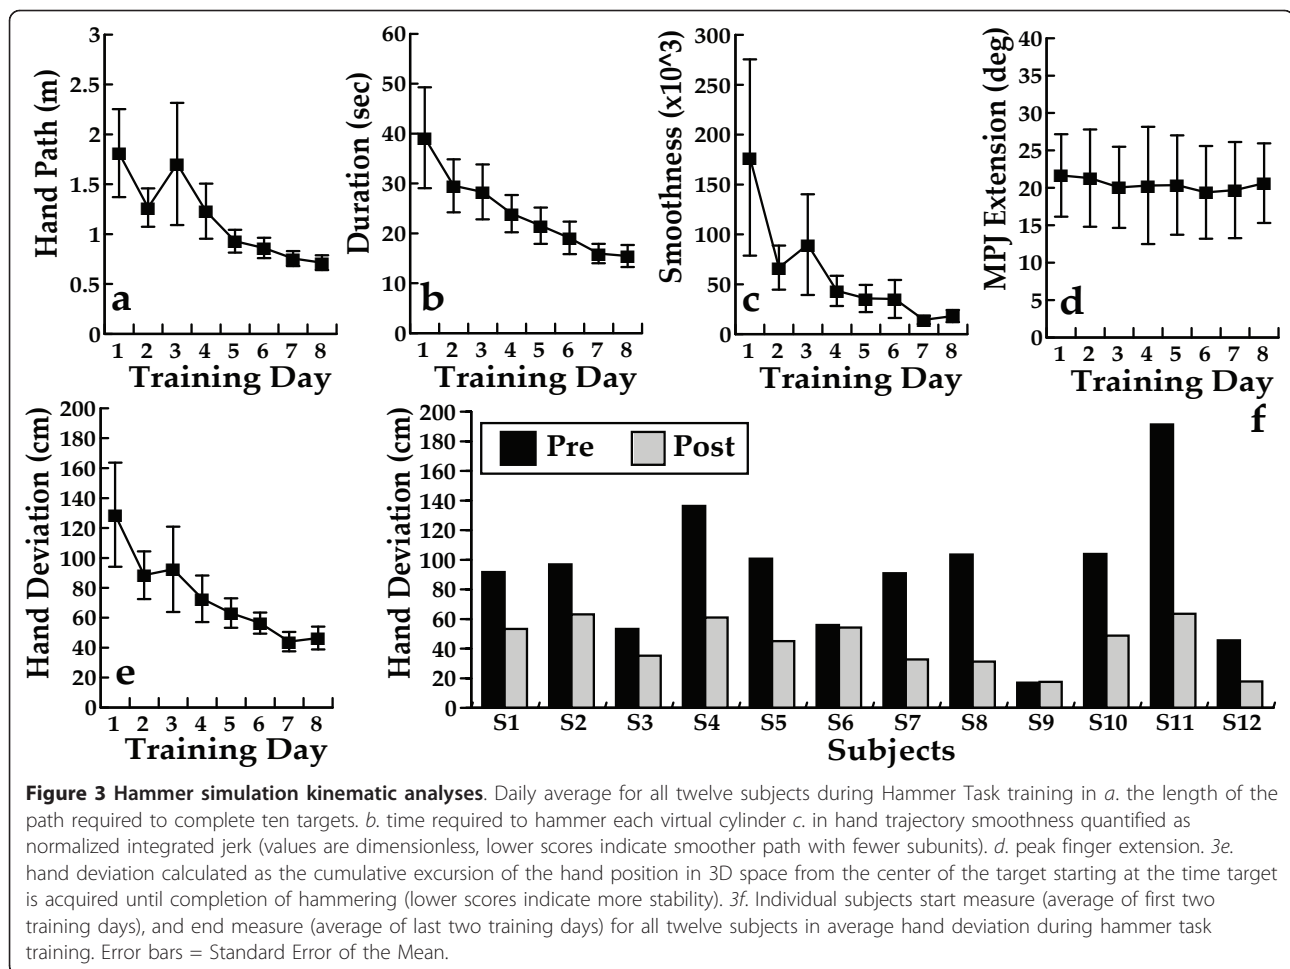 3
2.5
2
1.5
1
0.5
0
Hand Path (m)
a
1 2 3 4 5 6 7 8
Training Day
60
50
40
30
20
10
0
Duration (sec)
b
1 2 3 4 5 6 7 8
Training Day
300
250
200
150
100
50
0
Smoothness (x10^3)
c
1 2 3 4 5 6 7 8
Training Day
40
35
30
25
20
15
10
5
0
MPJ Extension (deg)
d
1 2 3 4 5 6 7 8
Training Day
200
180
160
140
120
100
80
60
40
20
0
Hand Deviation (cm)
e
1 2 3 4 5 6 7 8
Training Day
200
180
160
140
120
100
80
60
40
20
0
Hand Deviation (cm)
f
Pre Post
S1 S2 S3 S4 S5 S6 S7 S8 S9 S10 S11 S12
Subjects
Figure 3 Hammer simulation kinematic analyses. Daily average for all twelve subjects during Hammer Task training in a. the length of the
path required to complete ten targets. b. time required to hammer each virtual cylinder c. in hand trajectory smoothness quantified as
normalized integrated jerk (values are dimensionless, lower scores indicate smoother path with fewer subunits). d. peak finger extension. 3e.
hand deviation calculated as the cumulative excursion of the hand position in 3D space from the center of the target starting at the time target
is acquired until completion of hammering (lower scores indicate more stability). 3f. Individual subjects start measure (average of first two
training days), and end measure (average of last two training days) for all twelve subjects in average hand deviation during hammer task
training. Error bars = Standard Error of the Mean.